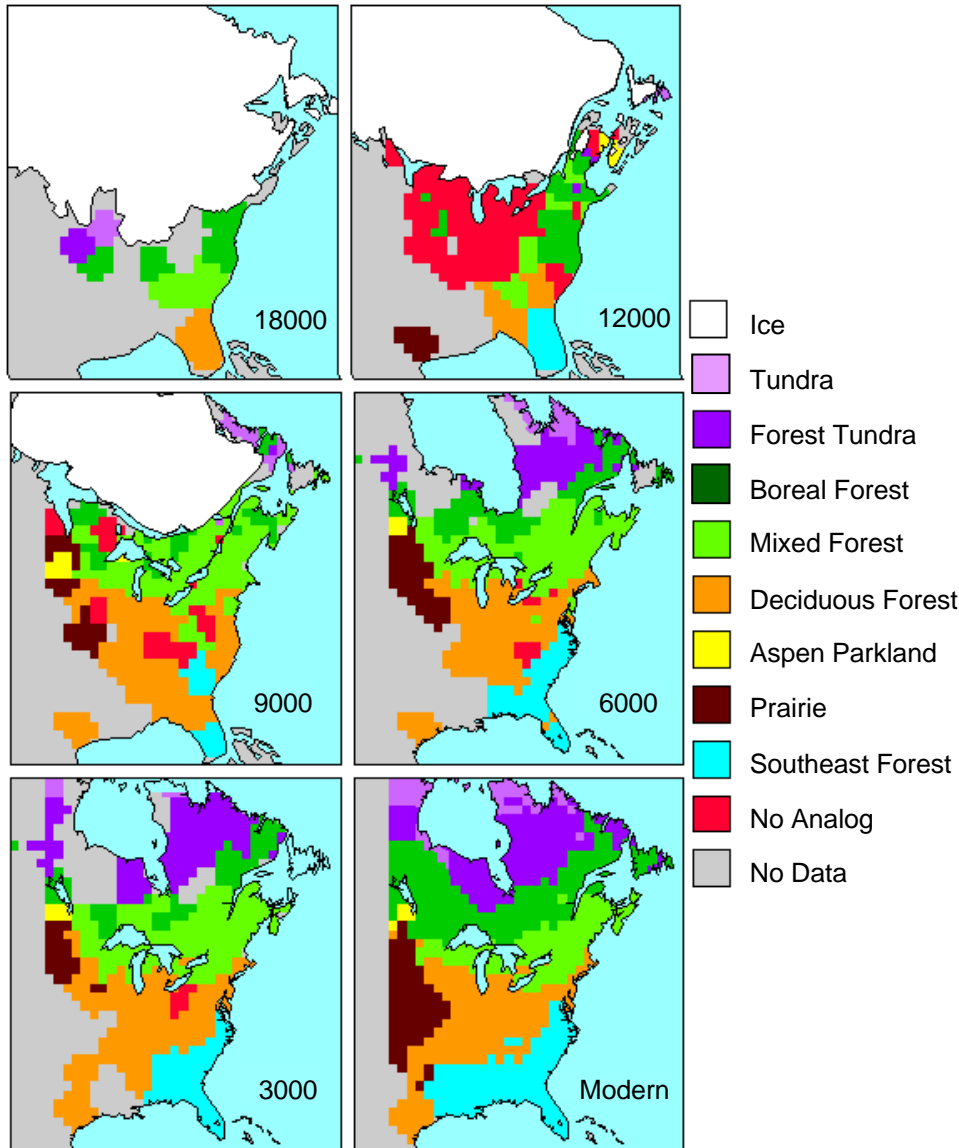 18000
12000
9000
6000
3000
Modern
Ice
Tundra
Forest Tundra
Boreal Forest
Mixed Forest
Deciduous Forest
Aspen Parkland
Prairie
Southeast Forest
No Analog
No Data